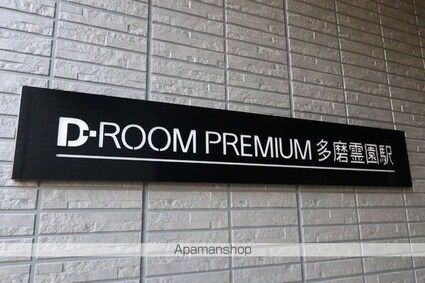 D-ROOM PREMIUM 多磨霊園駅
Apamanshop